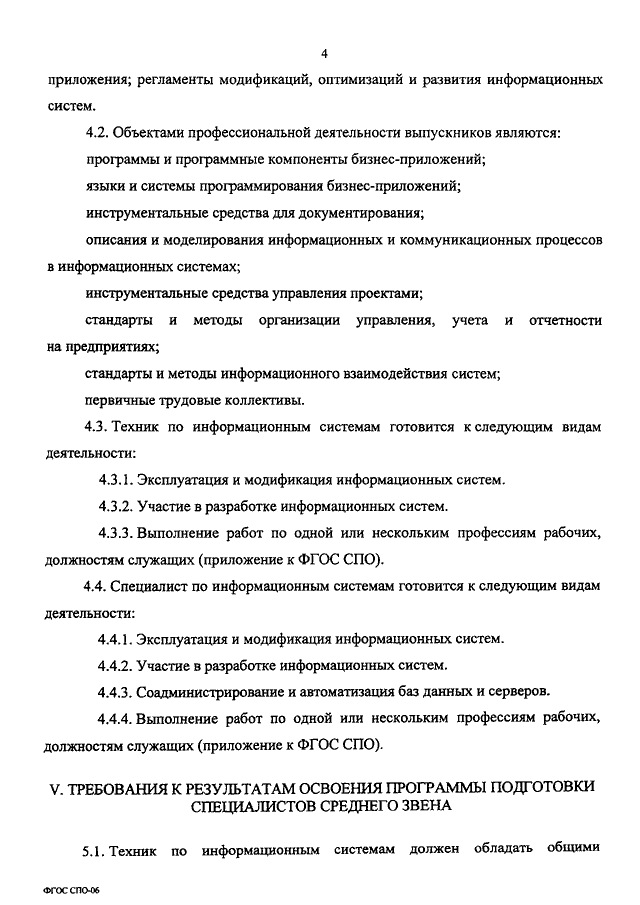 4
приложения; регламенты модификаций, оптимизаций и развития информационных
систем.
4.2. Объектами профессиональной деятельности выпускников являются:
программы и программные компоненты бизнес-приложений;
языки и системы программирования бизнес-приложений;
инструментальные средства для документирования;
описания и моделирования информационных и коммуникационных процессов
в информационных системах;
инструментальные средства управления проектами;
стандарты и методы организации управления, учета и отчетности
на предприятиях;
стандарты и методы информационного взаимодействия систем;
первичные трудовые коллективы.
4.3. Техник по информационным системам готовится к следующим видам
деятельности:
4.3.1. Эксплуатация и модификация информационных систем.
4.3.2. Участие в разработке информационных систем.
4.3.3. Выполнение работ по одной или нескольким профессиям рабочих,
должностям служащих (приложение к ФГОС СПО).
4.4. Специалист по информационным системам готовится к следующим видам
деятельности:
4.4.1. Эксплуатация и модификация информационных систем.
4.4.2. Участие в разработке информационных систем.
4.4.3. Соадминистрирование и автоматизация баз данных и серверов.
4.4.4. Выполнение работ по одной или нескольким профессиям рабочих,
должностям служащих (приложение к ФГОС СПО).
V. ТРЕБОВАНИЯ К РЕЗУЛЬТАТАМ ОСВОЕНИЯ ПРОГРАММЫ ПОДГОТОВКИ
СПЕЦИАЛИСТОВ СРЕДНЕГО ЗВЕНА
5.1. Техник по информационным системам должен обладать общими
ФГОС СПО-06